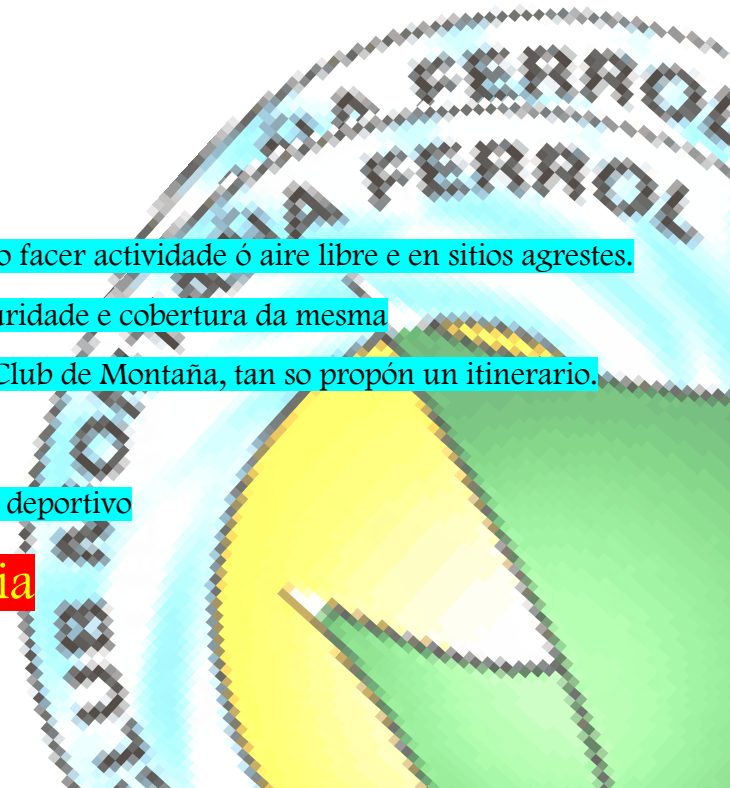 FERROL
FERROL
o facer actividade ó aire libre e en sitios agrestes.
uridade e cobertura da mesma
Club de Montaña, tan so propón un itinerario.
deportivo
ia